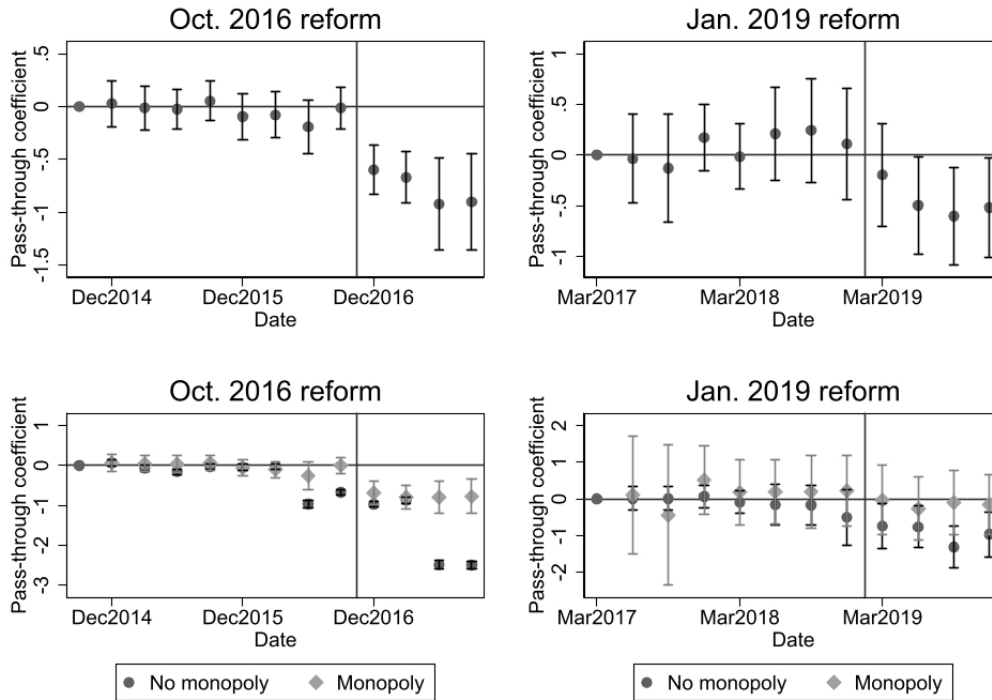 Oct. 2016 reform
Pass-through coefficient
.5
0
-.5
-1
-1.5
Dec2014 Dec2015 Dec2016
Date
Jan. 2019 reform
Pass-through coefficient
1
.5
0
-.5
-1
Mar2017 Mar2018 Mar2019
Date
Oct. 2016 reform
Pass-through coefficient
1
0
-1
-2
-3
Dec2014 Dec2015 Dec2016
Date
No monopoly Monopoly
Jan. 2019 reform
Pass-through coefficient
2
1
0
-1
-2
Mar2017 Mar2018 Mar2019
Date
No monopoly Monopoly